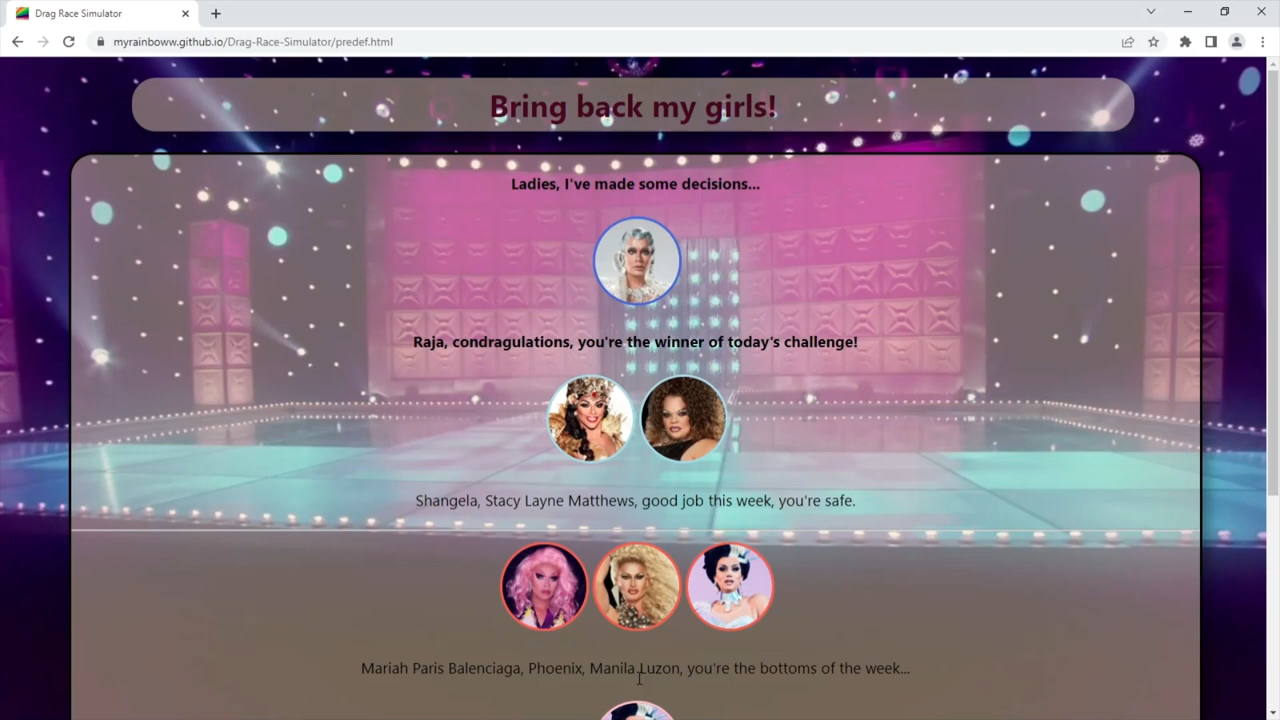 Drag Race Simulator
myrainboww.github.io/Drag-Race-Simulator/predef.html
Bring back my girls!
Ladies, I've made some decisions...
Raja, condragulations, you're the winner of today's challenge!
Shangela, Stacy Layne Matthews, good job this week, you're safe.
Mariah Paris Balenciaga, Phoenix, Manila Luzon, you're the bottoms of the week...